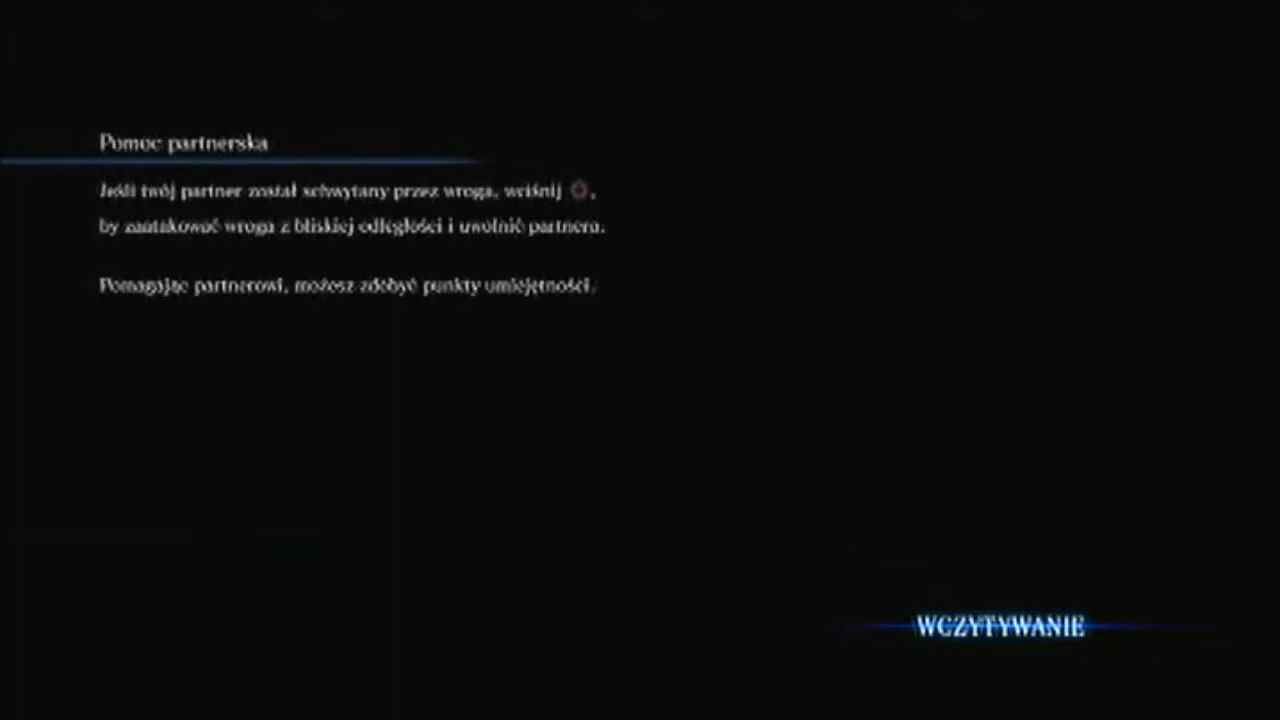 Pomoc partnerska
Jeśli twój partner został schwytany przez wroga, wciśnij ,
by zaatakować wroga z bliskiej odległości i uwolnić partnera.
Pomagając partnerowi, możesz zdobyć punkty umiejętności.
WCZYTYWANIE